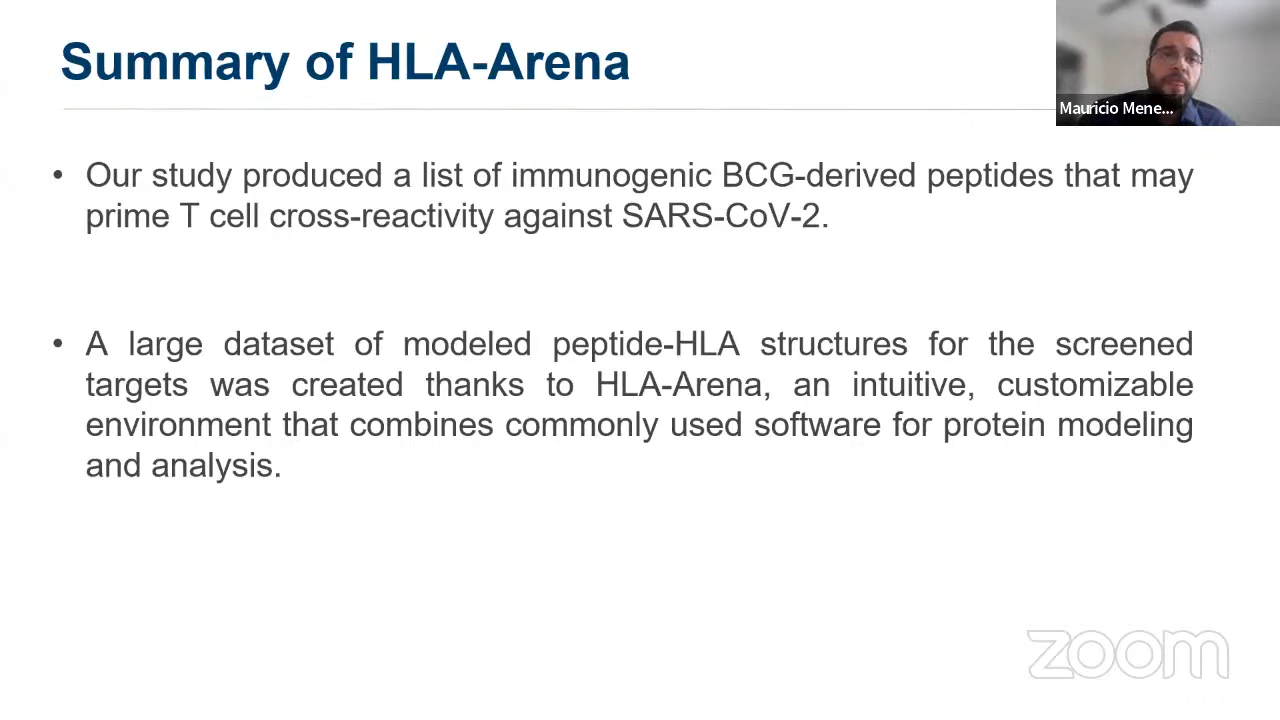 Summary of HLA-Arena
Mauricio Mene...
• Our study produced a list of immunogenic BCG-derived peptides that may
prime T cell cross-reactivity against SARS-CoV-2.
• A large dataset of modeled peptide-HLA structures for the screened
targets was created thanks to HLA-Arena, an intuitive, customizable
environment that combines commonly used software for protein modeling
and analysis.
zoom